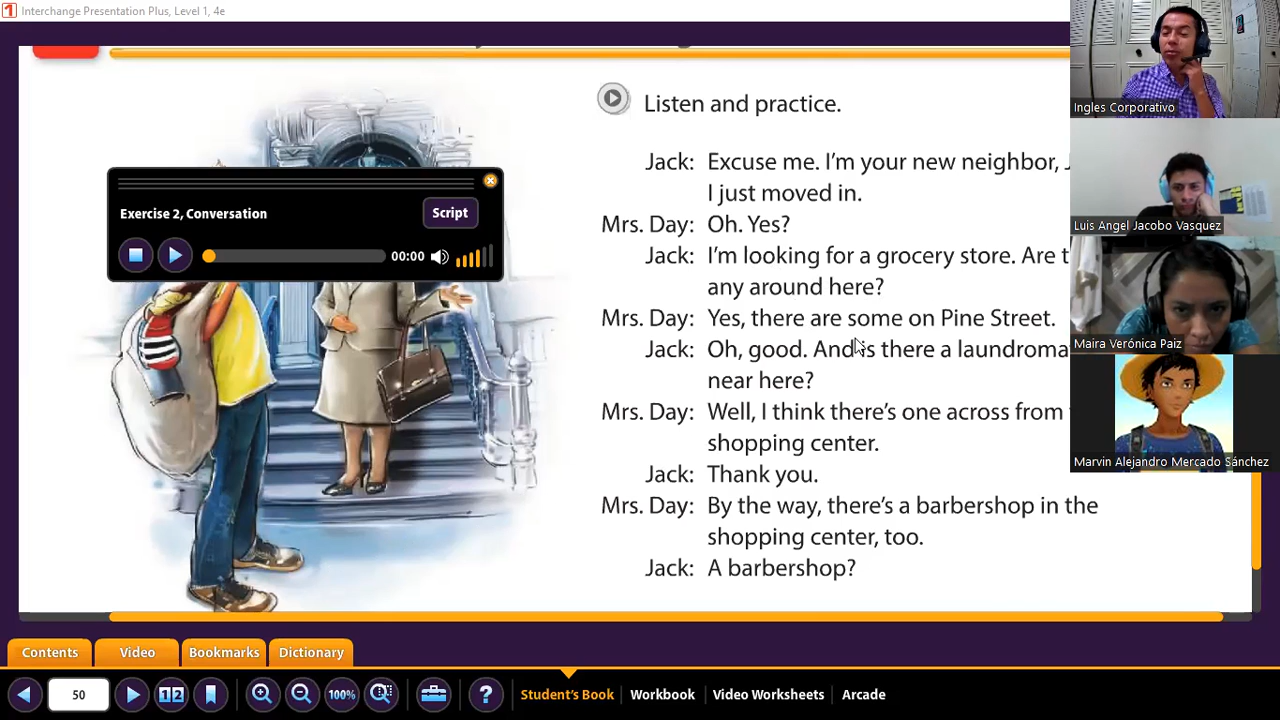 Interchange Presentation Plus, Level 1, 4e
Listen and practice.
Jack: Excuse me. I'm your new neighbor,
I just moved in.
Mrs. Day: Oh. Yes?
Jack: I'm looking for a grocery store. Are t
any around here?
Mrs. Day: Yes, there are some on Pine Street.
Jack: Oh, good. And is there a laundroma
near here?
Mrs. Day: Well, I think there's one across from
shopping center.
Jack: Thank you.
Mrs. Day: By the way, there's a barbershop in the
shopping center, too.
Jack: A barbershop?
Exercise 2, Conversation
Script
00:00
Ingles Corporativo
Luis Angel Jacobo Vasquez
Maira Verónica Paiz
Marvin Alejandro Mercado Sánchez
Contents Video Bookmarks Dictionary
50 1 2 100% ? Student's Book Workbook Video Worksheets Arcade